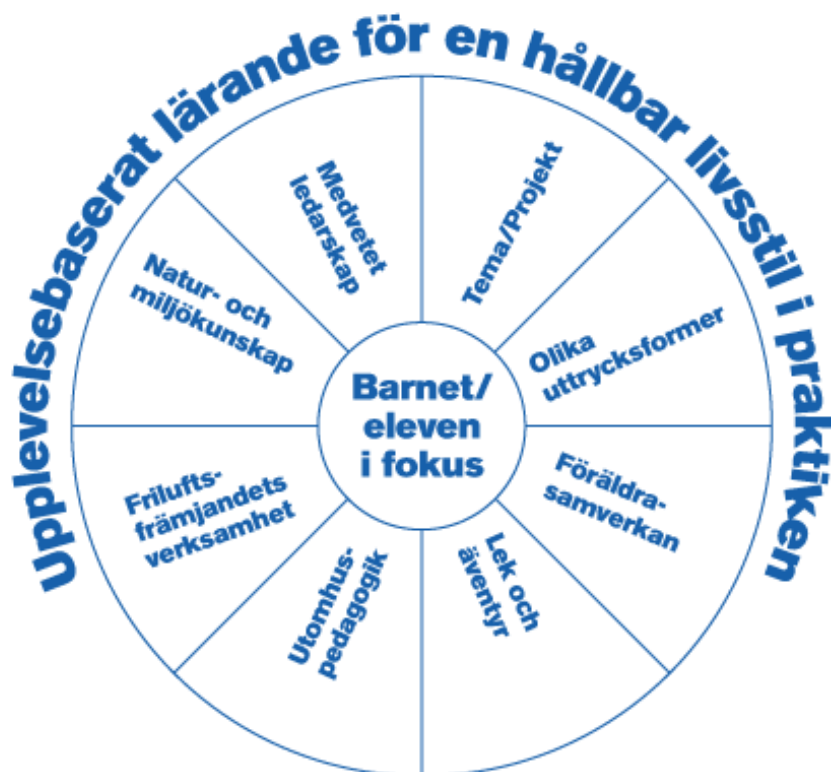 Upplevelsebaserat lärande för en hållbar livsstil i praktiken
Medvetet
ledarskap
Tema/Projekt
Natur- och
miljökunskap
Olika
uttrycksformer
Barnet/
eleven
i fokus
Frilufts-
främjandets
verksamhet
Föräldra-
samverkan
Utomhus-
pedagogik
Lek och
äventyr